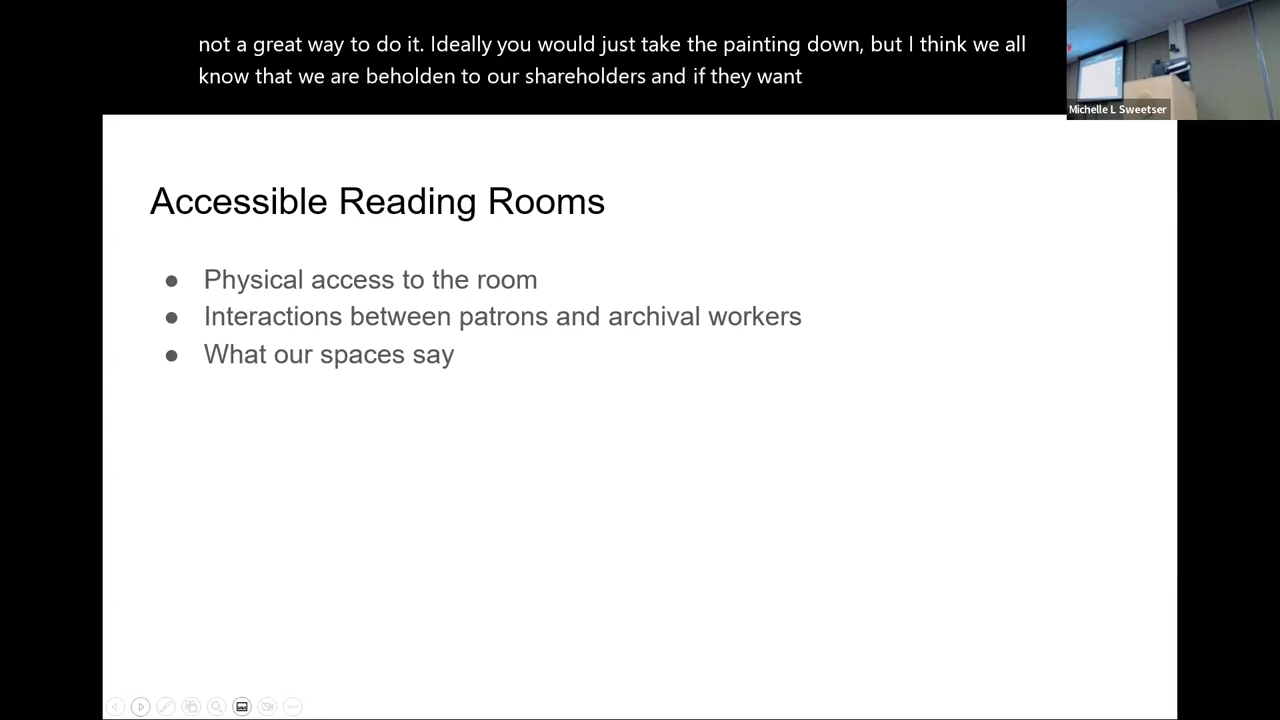 not a great way to do it. Ideally you would just take the painting down, but I think we all
know that we are beholden to our shareholders and if they want
Michelle L Sweetser
Accessible Reading Rooms
● Physical access to the room
● Interactions between patrons and archival workers
● What our spaces say